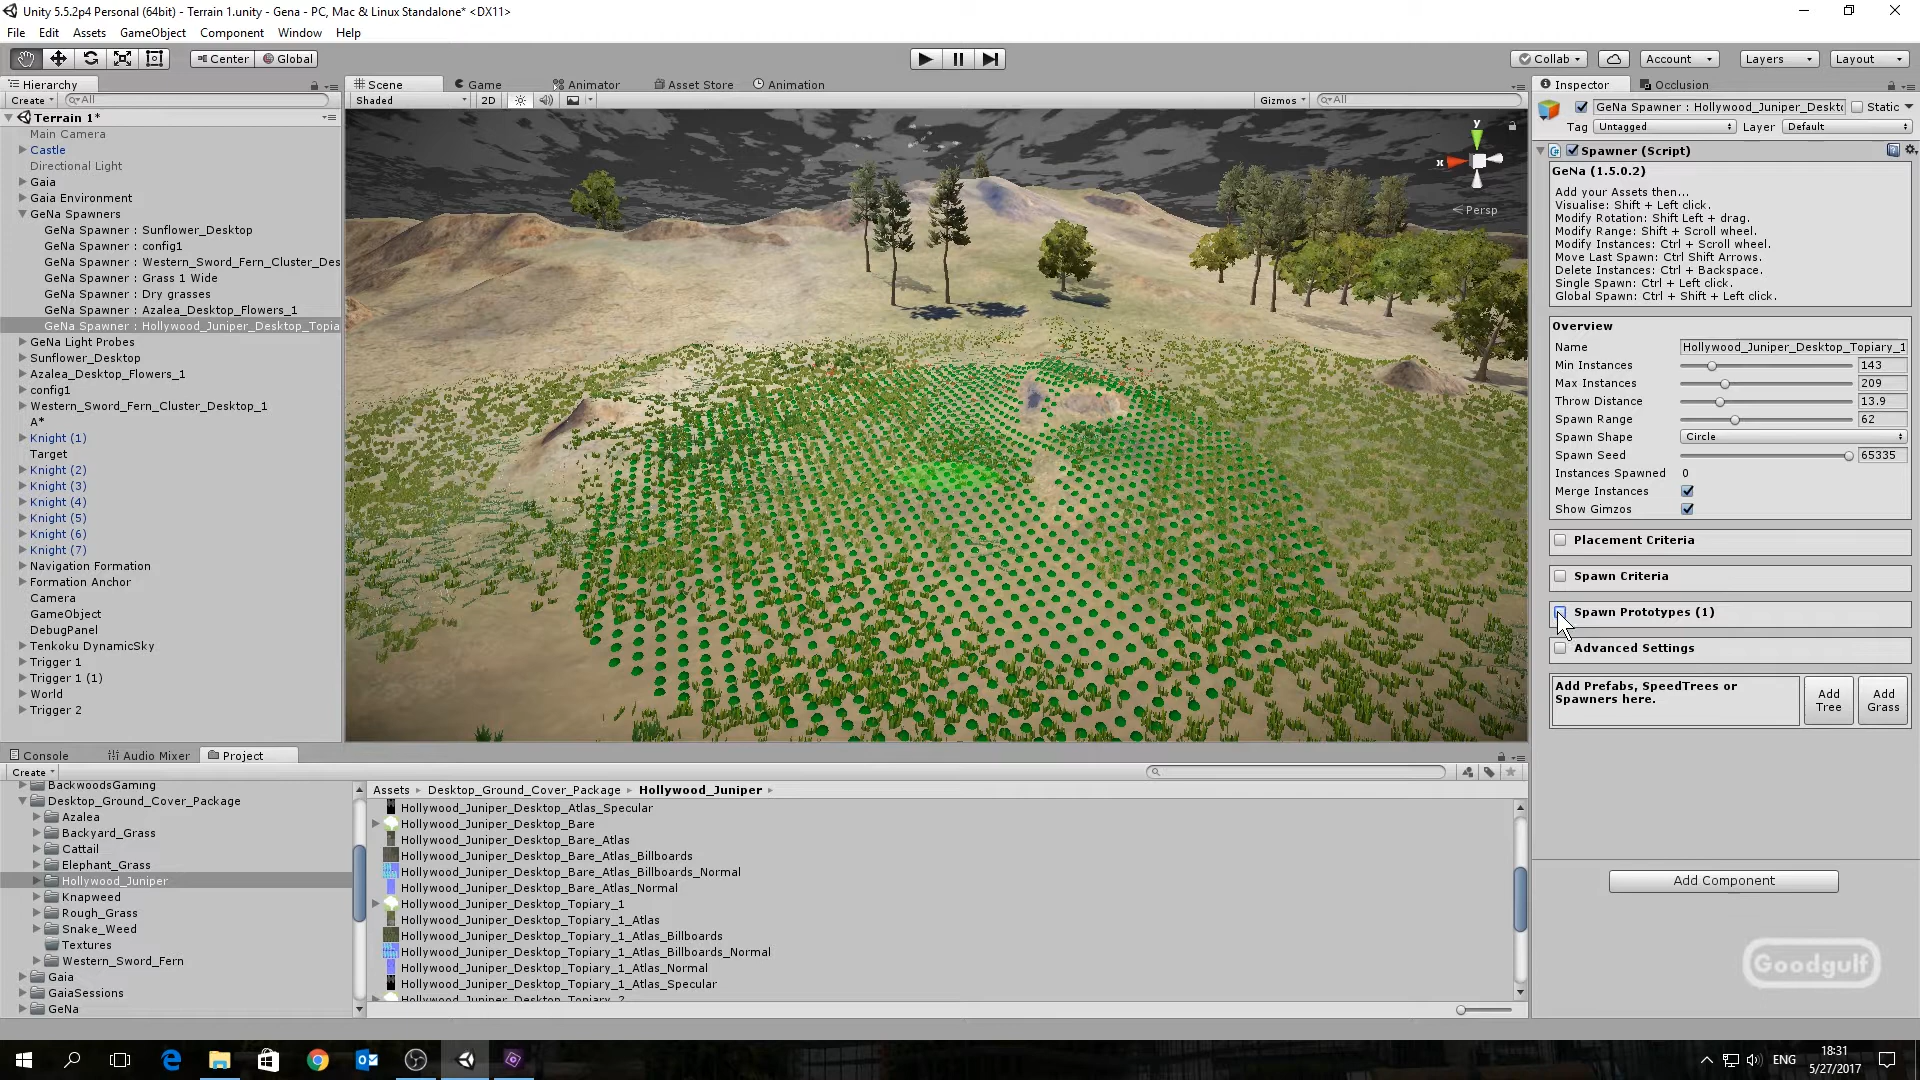 Unity 5.5.2p4 Personal (64bit) - Terrain 1.unity - Gena - PC, Mac & Linux Standalone* <DX11>
File Edit Assets GameObject Component Window Help
Center Global
Collab Account Layers Layout
Hierarchy
Create All
Terrain 1*
Main Camera
Castle
Directional Light
Gaia
Gaia Environment
GeNa Spawners
GeNa Spawner : Sunflower_Desktop
GeNa Spawner : config1
GeNa Spawner : Western_Sword_Fern_Cluster_Des
GeNa Spawner : Grass 1 Wide
GeNa Spawner : Dry grasses
GeNa Spawner : Azalea_Desktop_Flowers_1
GeNa Spawner : Hollywood_Juniper_Desktop_Topia
GeNa Light Probes
Sunflower_Desktop
Azalea_Desktop_Flowers_1
config1
Western_Sword_Fern_Cluster_Desktop_1
A*
Knight (1)
Target
Knight (2)
Knight (3)
Knight (4)
Knight (5)
Knight (6)
Knight (7)
Navigation Formation
Formation Anchor
Camera
GameObject
DebugPanel
Tenkoku DynamicSky
Trigger 1
Trigger 1 (1)
World
Trigger 2
Scene Game Animator Asset Store Animation
Shaded 2D Gizmos All
y
x
Persp
Inspector Occlusion
GeNa Spawner : Hollywood_Juniper_Deskto Static
Tag Untagged Layer Default
Spawner (Script)
GeNa (1.5.0.2)
Add your Assets then...
Visualise: Shift + Left click.
Modify Rotation: Shift Left + drag.
Modify Range: Shift + Scroll wheel.
Modify Instances: Ctrl + Scroll wheel.
Move Last Spawn: Ctrl Shift Arrows.
Delete Instances: Ctrl + Backspace.
Single Spawn: Ctrl + Left click.
Global Spawn: Ctrl + Shift + Left click.
Overview
Name Hollywood_Juniper_Desktop_Topiary_1
Min Instances 143
Max Instances 209
Throw Distance 13.9
Spawn Range 62
Spawn Shape Circle
Spawn Seed 65335
Instances Spawned 0
Merge Instances
Show Gimzos
Placement Criteria
Spawn Criteria
Spawn Prototypes (1)
Advanced Settings
Add Prefabs, SpeedTrees or
Spawners here.
Add
Tree
Add
Grass
Add Component
Goodgulf
Console Audio Mixer Project
Create
BackwoodsGaming
Desktop_Ground_Cover_Package
Azalea
Backyard_Grass
Cattail
Elephant_Grass
Hollywood_Juniper
Knapweed
Rough_Grass
Snake_Weed
Textures
Western_Sword_Fern
Gaia
GaiaSessions
GeNa
Assets Desktop_Ground_Cover_Package Hollywood_Juniper
Hollywood_Juniper_Desktop_Atlas_Specular
Hollywood_Juniper_Desktop_Bare
Hollywood_Juniper_Desktop_Bare_Atlas
Hollywood_Juniper_Desktop_Bare_Atlas_Billboards
Hollywood_Juniper_Desktop_Bare_Atlas_Billboards_Normal
Hollywood_Juniper_Desktop_Bare_Atlas_Normal
Hollywood_Juniper_Desktop_Topiary_1
Hollywood_Juniper_Desktop_Topiary_1_Atlas
Hollywood_Juniper_Desktop_Topiary_1_Atlas_Billboards
Hollywood_Juniper_Desktop_Topiary_1_Atlas_Billboards_Normal
Hollywood_Juniper_Desktop_Topiary_1_Atlas_Normal
Hollywood_Juniper_Desktop_Topiary_1_Atlas_Specular
Hollywood_Juniper_Desktop_Topiary_2
ENG
18:31
5/27/2017